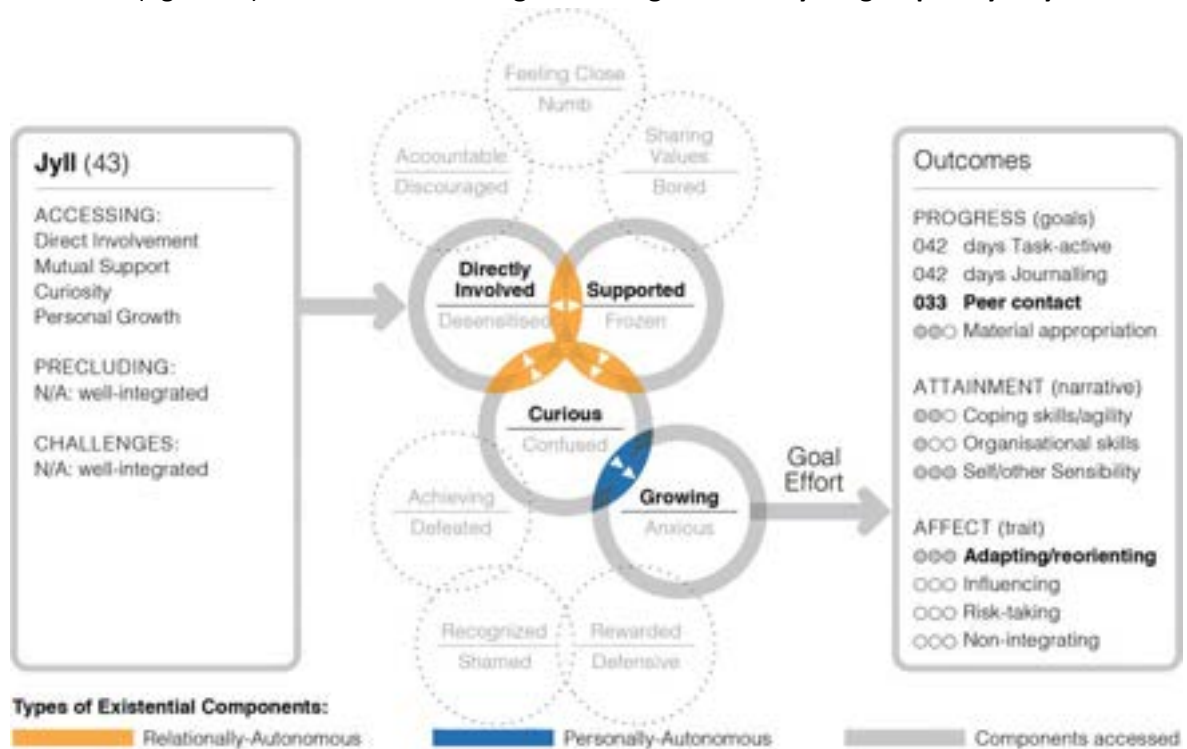 Jyll (43)
ACCESSING:
Direct Involvement
Mutual Support
Curiosity
Personal Growth
PRECLUDING:
N/A: well-integrated
CHALLENGES:
N/A: well-integrated
Feeling Close
Numb
Accountable
Discouraged
Sharing
Values
Bored
Directly
Involved
Desensitised
Supported
Frozen
Curious
Confused
Growing
Anxious
Achieving
Defeated
Recognized
Shamed
Rewarded
Defensive
Goal
Effort
Outcomes
PROGRESS (goals)
042 days Task-active
042 days Journalling
033 Peer contact
Material appropriation
ATTAINMENT (narrative)
Coping skills/agility
Organisational skills
Self/other Sensibility
AFFECT (trait)
Adapting/reorienting
Influencing
Risk-taking
Non-integrating
Types of Existential Components:
Relationally-Autonomous
Personally-Autonomous
Components accessed